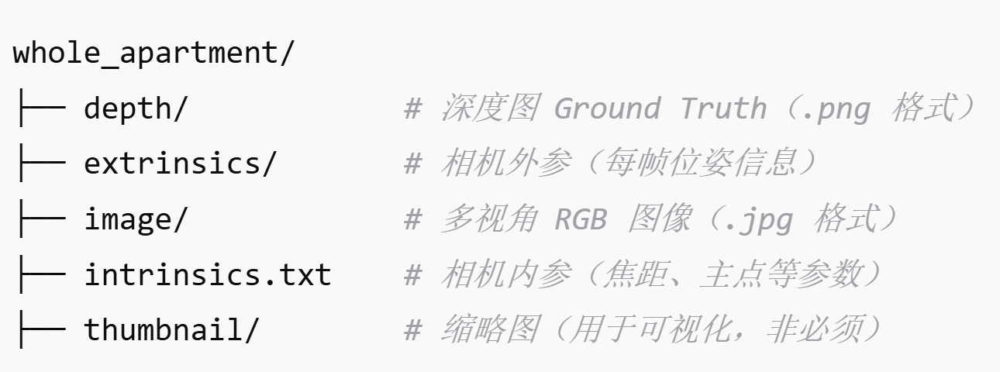 whole_apartment/
├── depth/ # 深度图 Ground Truth（.png 格式）
├── extrinsics/ # 相机外参（每帧位姿信息）
├── image/ # 多视角 RGB 图像（.jpg 格式）
├── intrinsics.txt # 相机内参（焦距、主点等参数）
├── thumbnail/ # 缩略图（用于可视化，非必须）